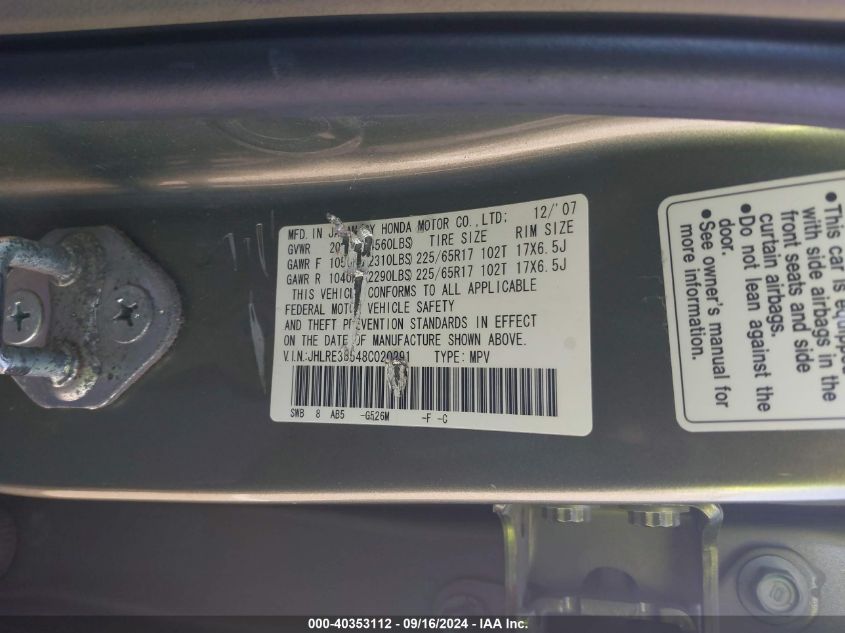 MFD. IN BY HONDA MOTOR CO., LTD: 12/'07
GVWR TIRE SIZE RIM SIZE
GAWR F 2310LBS) 225/65R17 102T 17X6.5J
GAWR R 2290LBS) 225/65R17 102T 17X6.5J
THIS VEHICLE CONFORMS TO ALL APPLICABLE
FEDERAL MOTOR VEHICLE SAFETY
AND THEFT PREVENTION STANDARDS IN EFFECT
ON THE DATE OF MANUFACTURE SHOWN ABOVE.
V.I.N: TYPE: MPV
SWB 8 AB5 -G526M -F -C
•This car is equipped
with side airbags in the
front seats and side
curtain airbags.
•Do not lean against the
door.
•See owner's manual for
more information.
000-40353112 - 09/16/2024 - IAA Inc.